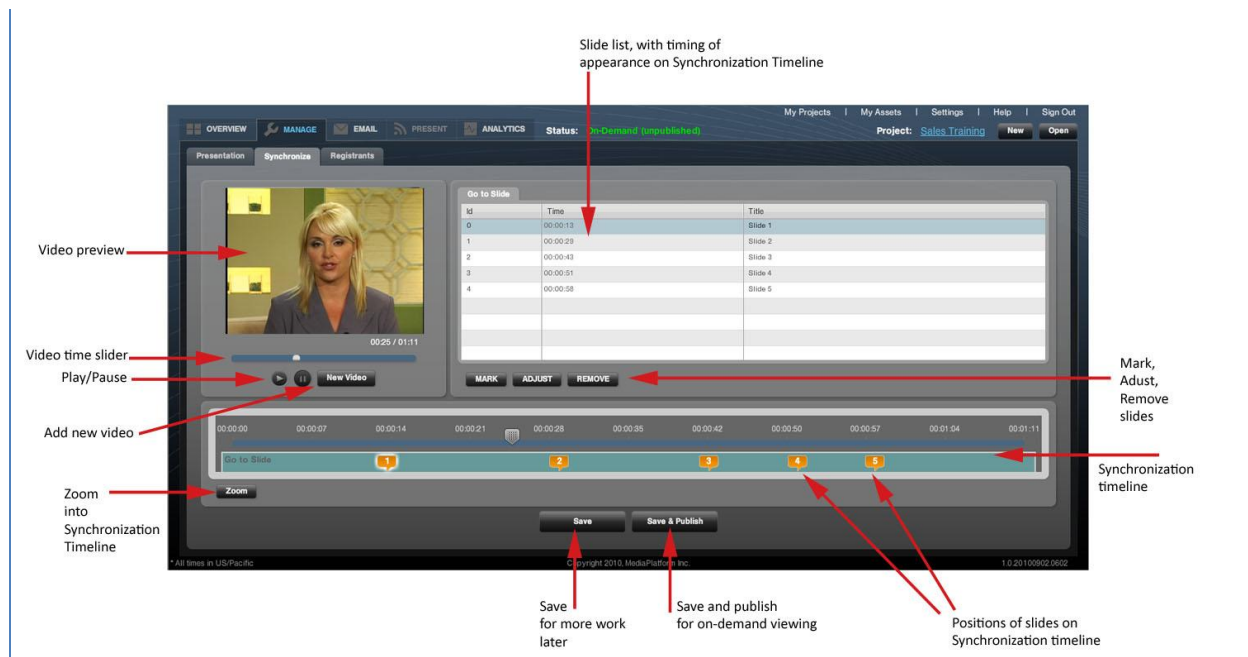 Slide list, with timing of
appearance on Synchronization Timeline
My Projects | My Assets | Settings | Help | Sign Out
OVERVIEW MANAGE EMAIL PRESENT ANALYTICS Status: On-Demand (unpublished) Project: Sales Training New Open
Presentation Synchronize Registrants
Go to Slide
Id Time Title
0 00:00:13 Slide 1
1 00:00:29 Slide 2
2 00:00:43 Slide 3
3 00:00:51 Slide 4
4 00:00:58 Slide 5
Video preview
00:25 / 01:11
Video time slider
Play/Pause
New Video
MARK ADJUST REMOVE
Mark,
Adust,
Remove
slides
Add new video
00:00:00 00:00:07 00:00:14 00:00:21 00:00:28 00:00:35 00:00:42 00:00:50 00:00:57 00:01:04 00:01:11
Go to Slide 1 2 3 4 5
Synchronization
timeline
Zoom
Zoom
into
Synchronization
Timeline
Save Save & Publish
* All times in US/Pacific Copyright 2010, MediaPlatform Inc. 1.0.20100902.0602
Save
for more work
later
Save and publish
for on-demand viewing
Positions of slides on
Synchronization timeline